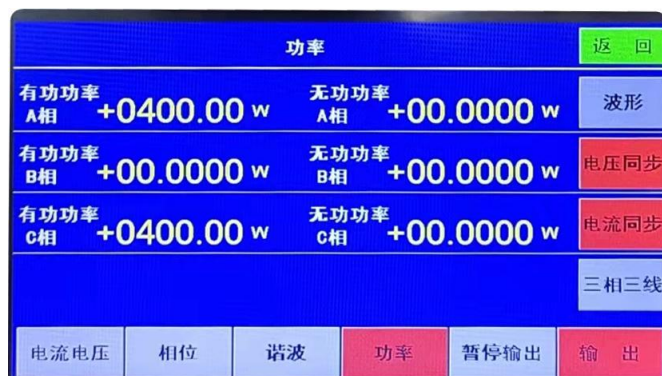 功率
返 回
有功功率
A相 +0400.00 W
无功功率
A相 +00.0000 W
波形
有功功率
B相 +00.0000 W
无功功率
B相 +00.0000 W
电压同步
有功功率
C相 +0400.00 W
无功功率
C相 +00.0000 W
电流同步
三相三线
电流电压 相位 谐波 功率 暂停输出 输 出